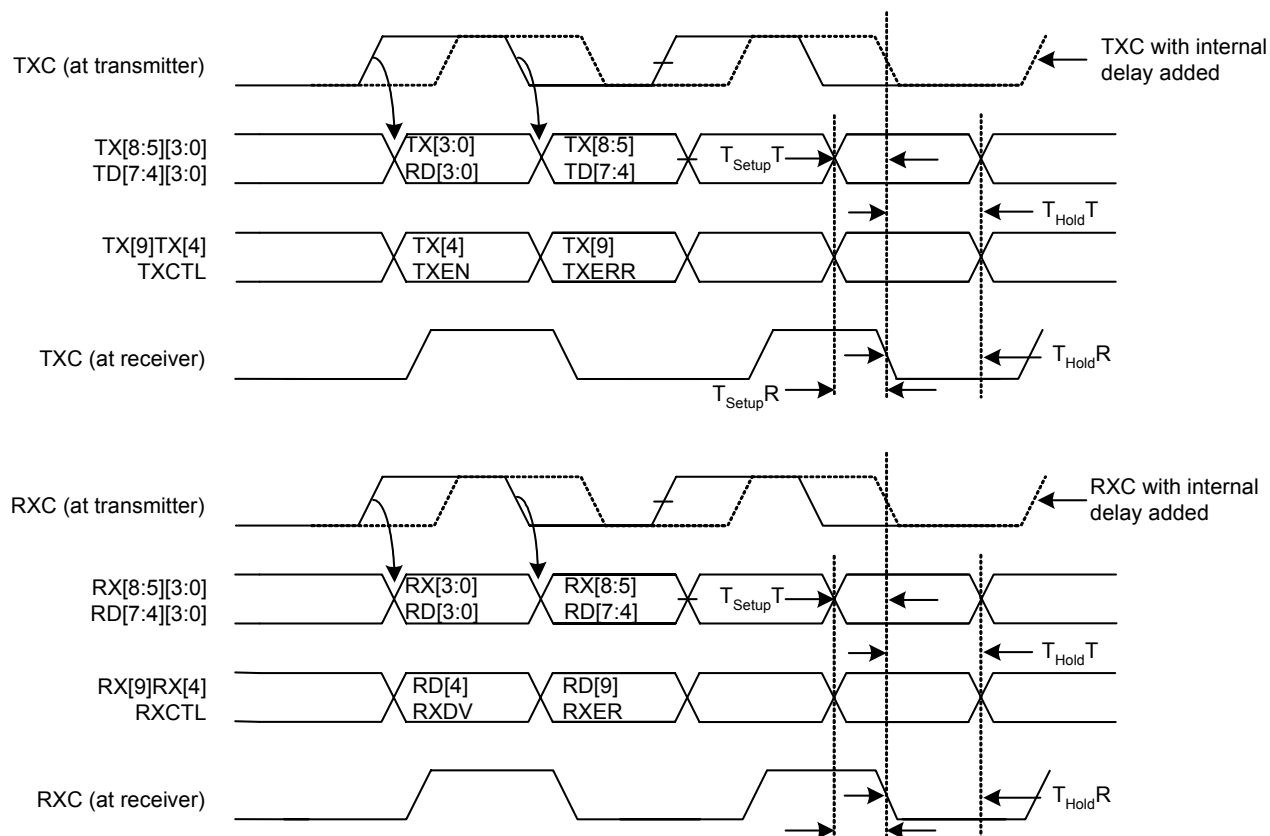 TXC (at transmitter)
TXC with internal
delay added
TX[8:5][3:0]
TD[7:4][3:0]
TX[3:0]
RD[3:0]
TX[8:5]
TD[7:4]
TSetupT
THoldT
TX[9]TX[4]
TXCTL
TX[4]
TXEN
TX[9]
TXERR
TXC (at receiver)
THoldR
TSetupR
RXC (at transmitter)
RXC with internal
delay added
RX[8:5][3:0]
RD[7:4][3:0]
RX[3:0]
RD[3:0]
RX[8:5]
RD[7:4]
TSetupT
THoldT
RX[9]RX[4]
RXCTL
RD[4]
RXDV
RD[9]
RXER
RXC (at receiver)
THoldR